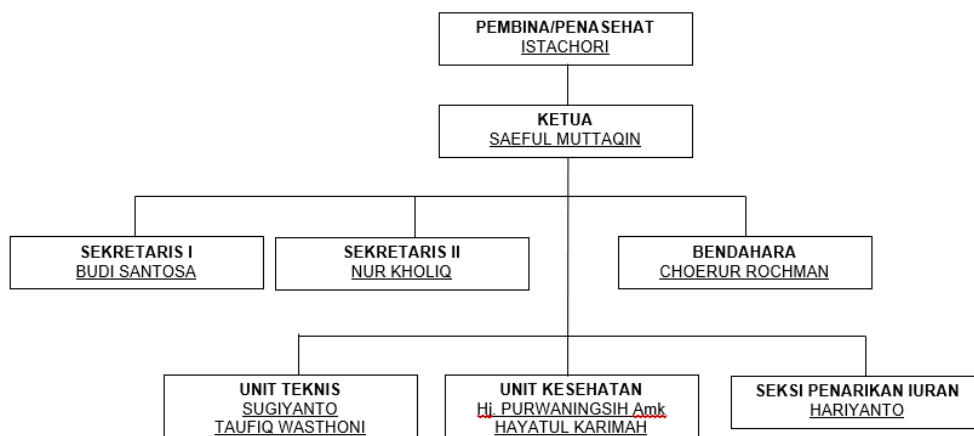 PEMBINA/PENASEHAT
ISTACHORI
KETUA
SAEFUL MUTTAQIN
SEKRETARIS I
BUDI SANTOSA
SEKRETARIS II
NUR KHOLIQ
BENDAHARA
CHOERUR ROCHMAN
UNIT TEKNIS
SUGIYANTO
TAUFIQ WASTHONI
UNIT KESEHATAN
Hj. PURWANINGSIH Amk
HAYATUL KARIMAH
SEKSI PENARIKAN IURAN
HARIYANTO